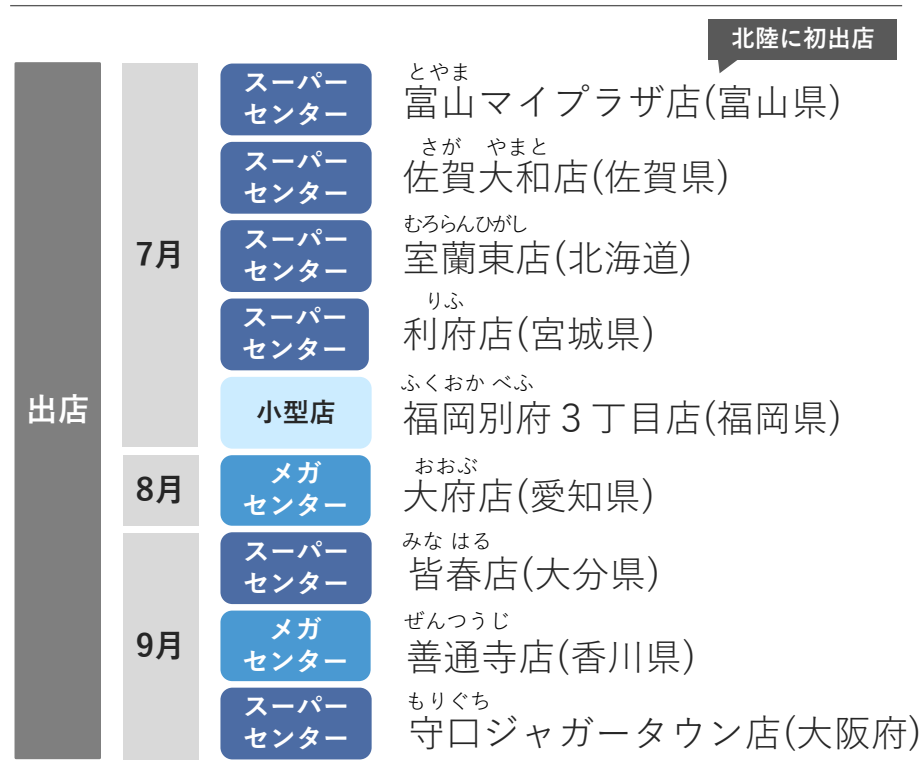 北陸に初出店
出店
7月
スーパー
センター
とやま
富山マイプラザ店(富山県)
スーパー
センター
さが やまと
佐賀大和店(佐賀県)
スーパー
センター
むろらんひがし
室蘭東店(北海道)
スーパー
センター
りふ
利府店(宮城県)
小型店
ふくおか べふ
福岡別府３丁目店(福岡県)
8月
メガ
センター
おおぶ
大府店(愛知県)
9月
スーパー
センター
みな はる
皆春店(大分県)
メガ
センター
ぜんつうじ
善通寺店(香川県)
スーパー
センター
もりぐち
守口ジャガータウン店(大阪府)